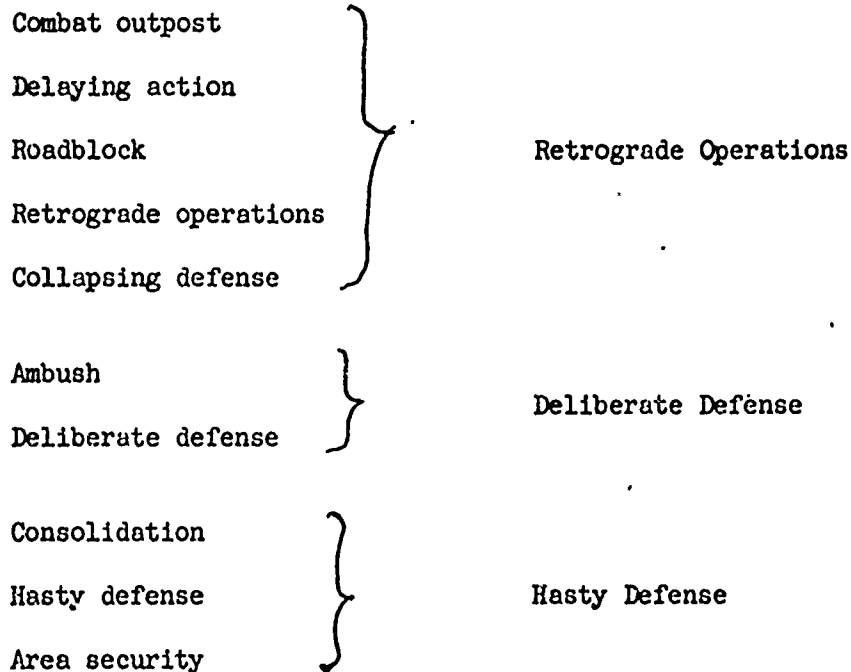 Combat outpost
Delaying action
Roadblock
Retrograde Operations
Retrograde operations
Collapsing defense
Ambush
Deliberate Defense
Deliberate defense
Consolidation
Hasty defense
Hasty Defense
Area security